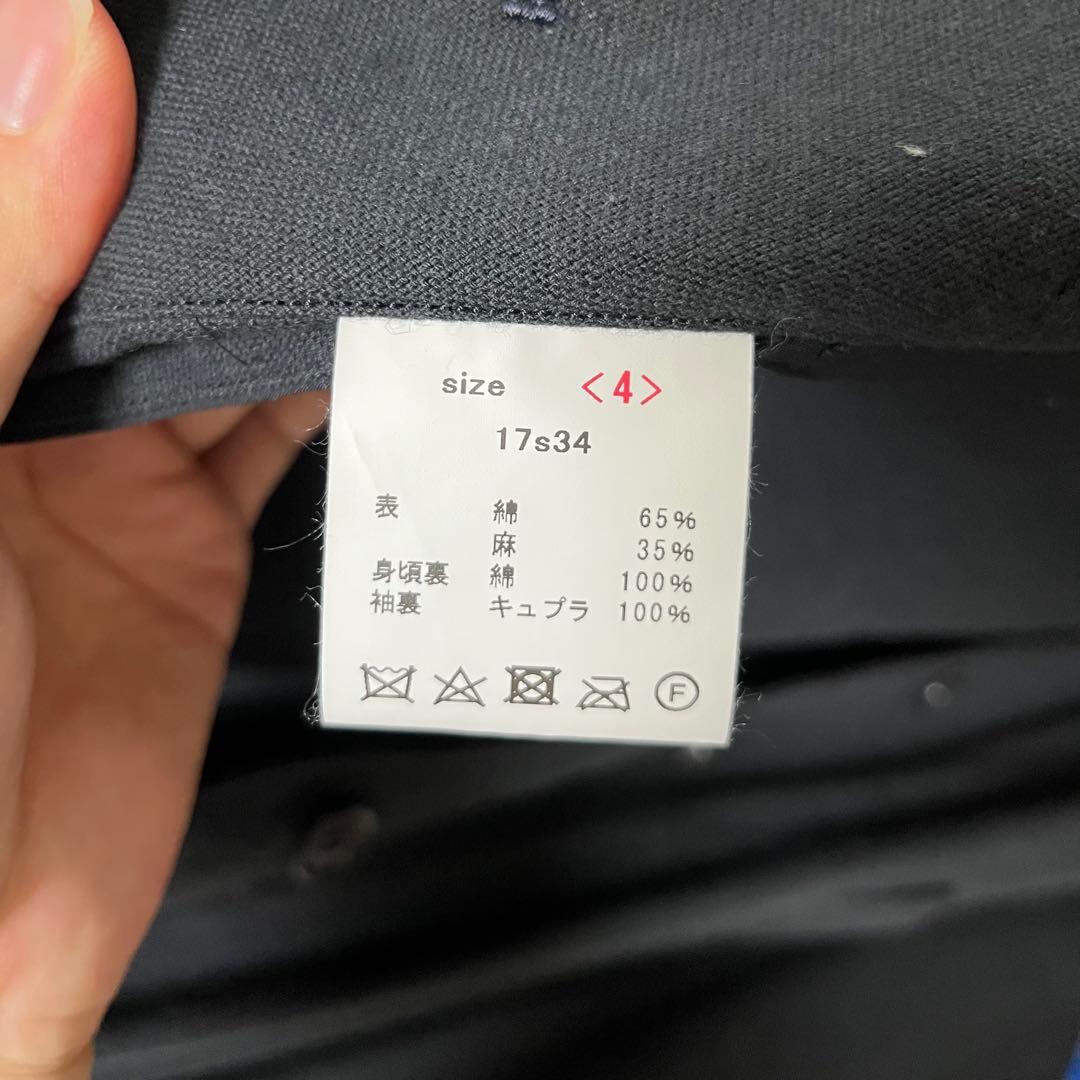 size <4>
17s34
表 綿 65%
麻 35%
身頃裏 綿 100%
袖裏 キュプラ 100%
F